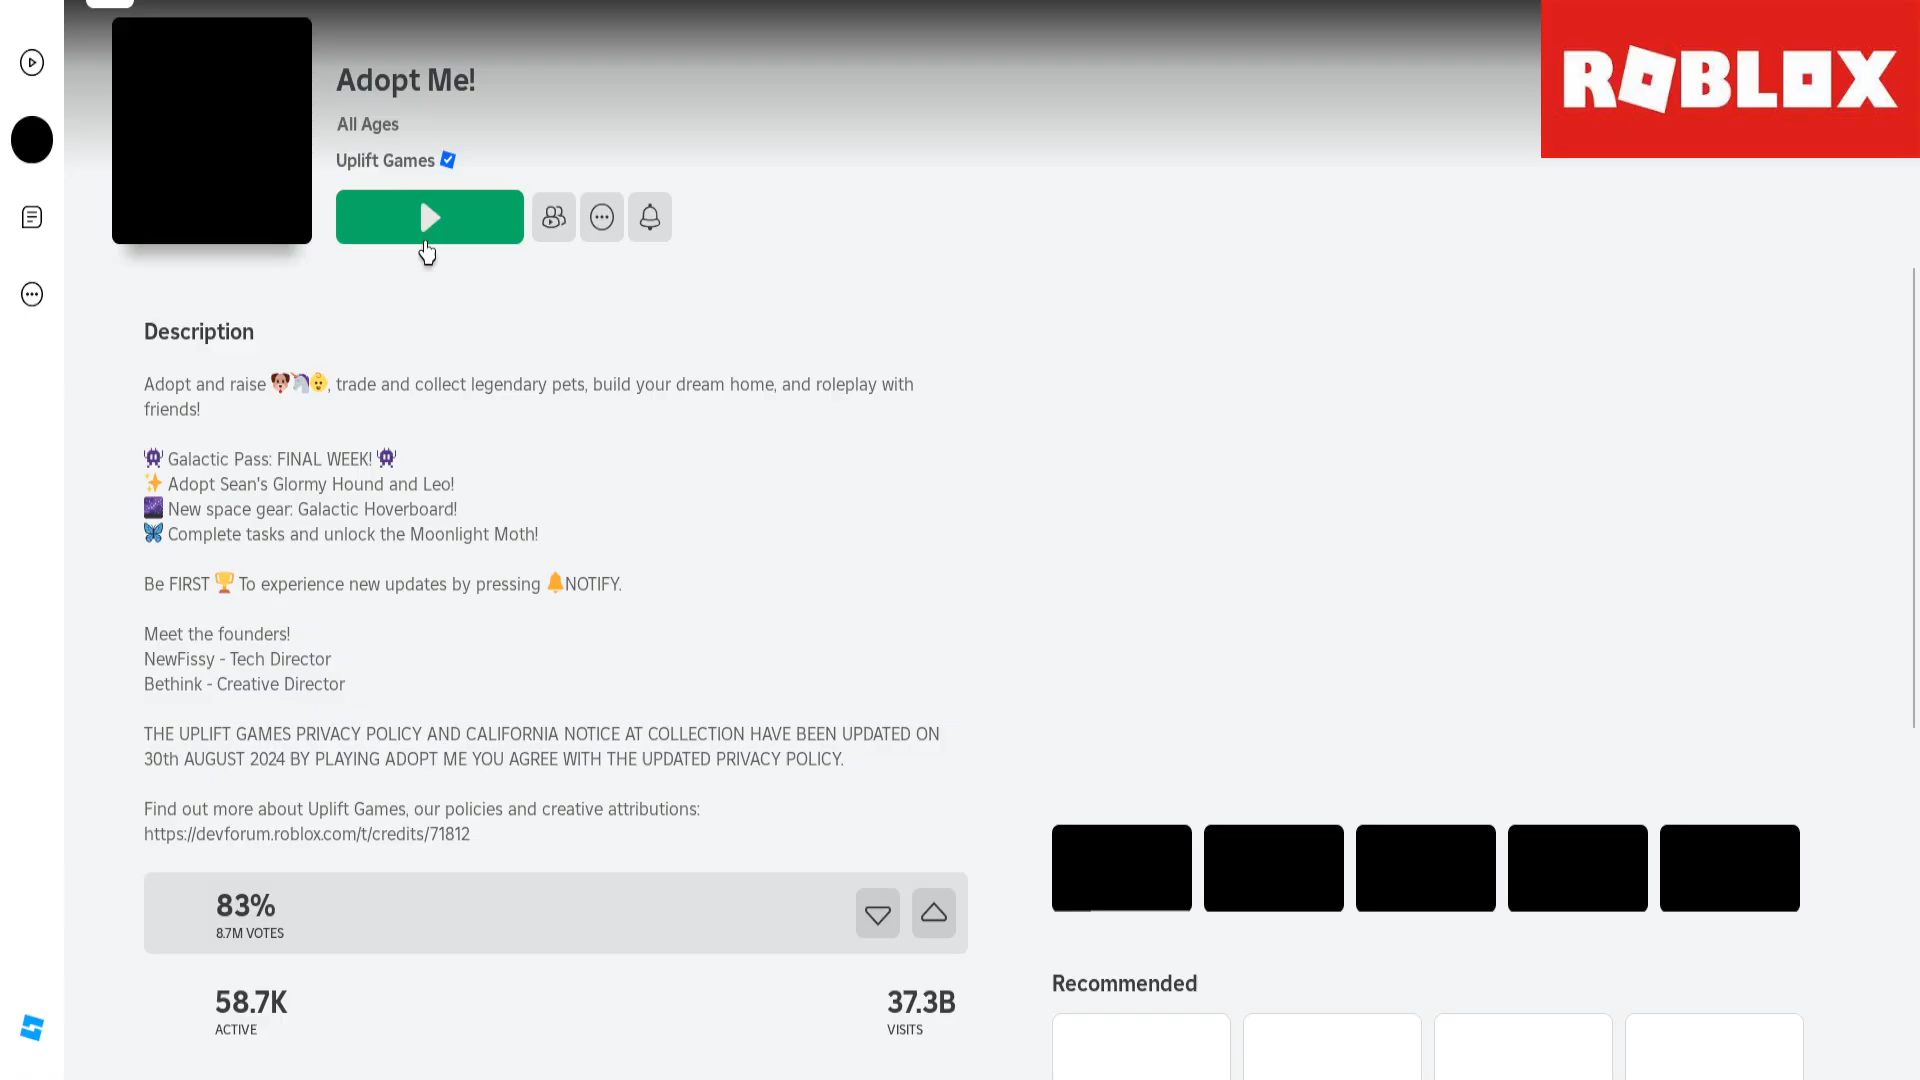 ROBLOX
Adopt Me!
All Ages
Uplift Games
Description
Adopt and raise 🐶🦄👶, trade and collect legendary pets, build your dream home, and roleplay with
friends!
👾 Galactic Pass: FINAL WEEK! 👾
✨ Adopt Sean's Glormy Hound and Leo!
🌌 New space gear: Galactic Hoverboard!
🦋 Complete tasks and unlock the Moonlight Moth!
Be FIRST 🏆 To experience new updates by pressing 🔔NOTIFY.
Meet the founders!
NewFissy - Tech Director
Bethink - Creative Director
THE UPLIFT GAMES PRIVACY POLICY AND CALIFORNIA NOTICE AT COLLECTION HAVE BEEN UPDATED ON
30th AUGUST 2024 BY PLAYING ADOPT ME YOU AGREE WITH THE UPDATED PRIVACY POLICY.
Find out more about Uplift Games, our policies and creative attributions:
https://devforum.roblox.com/t/credits/71812
83%
8.7M VOTES
58.7K
ACTIVE
37.3B
VISITS
Recommended